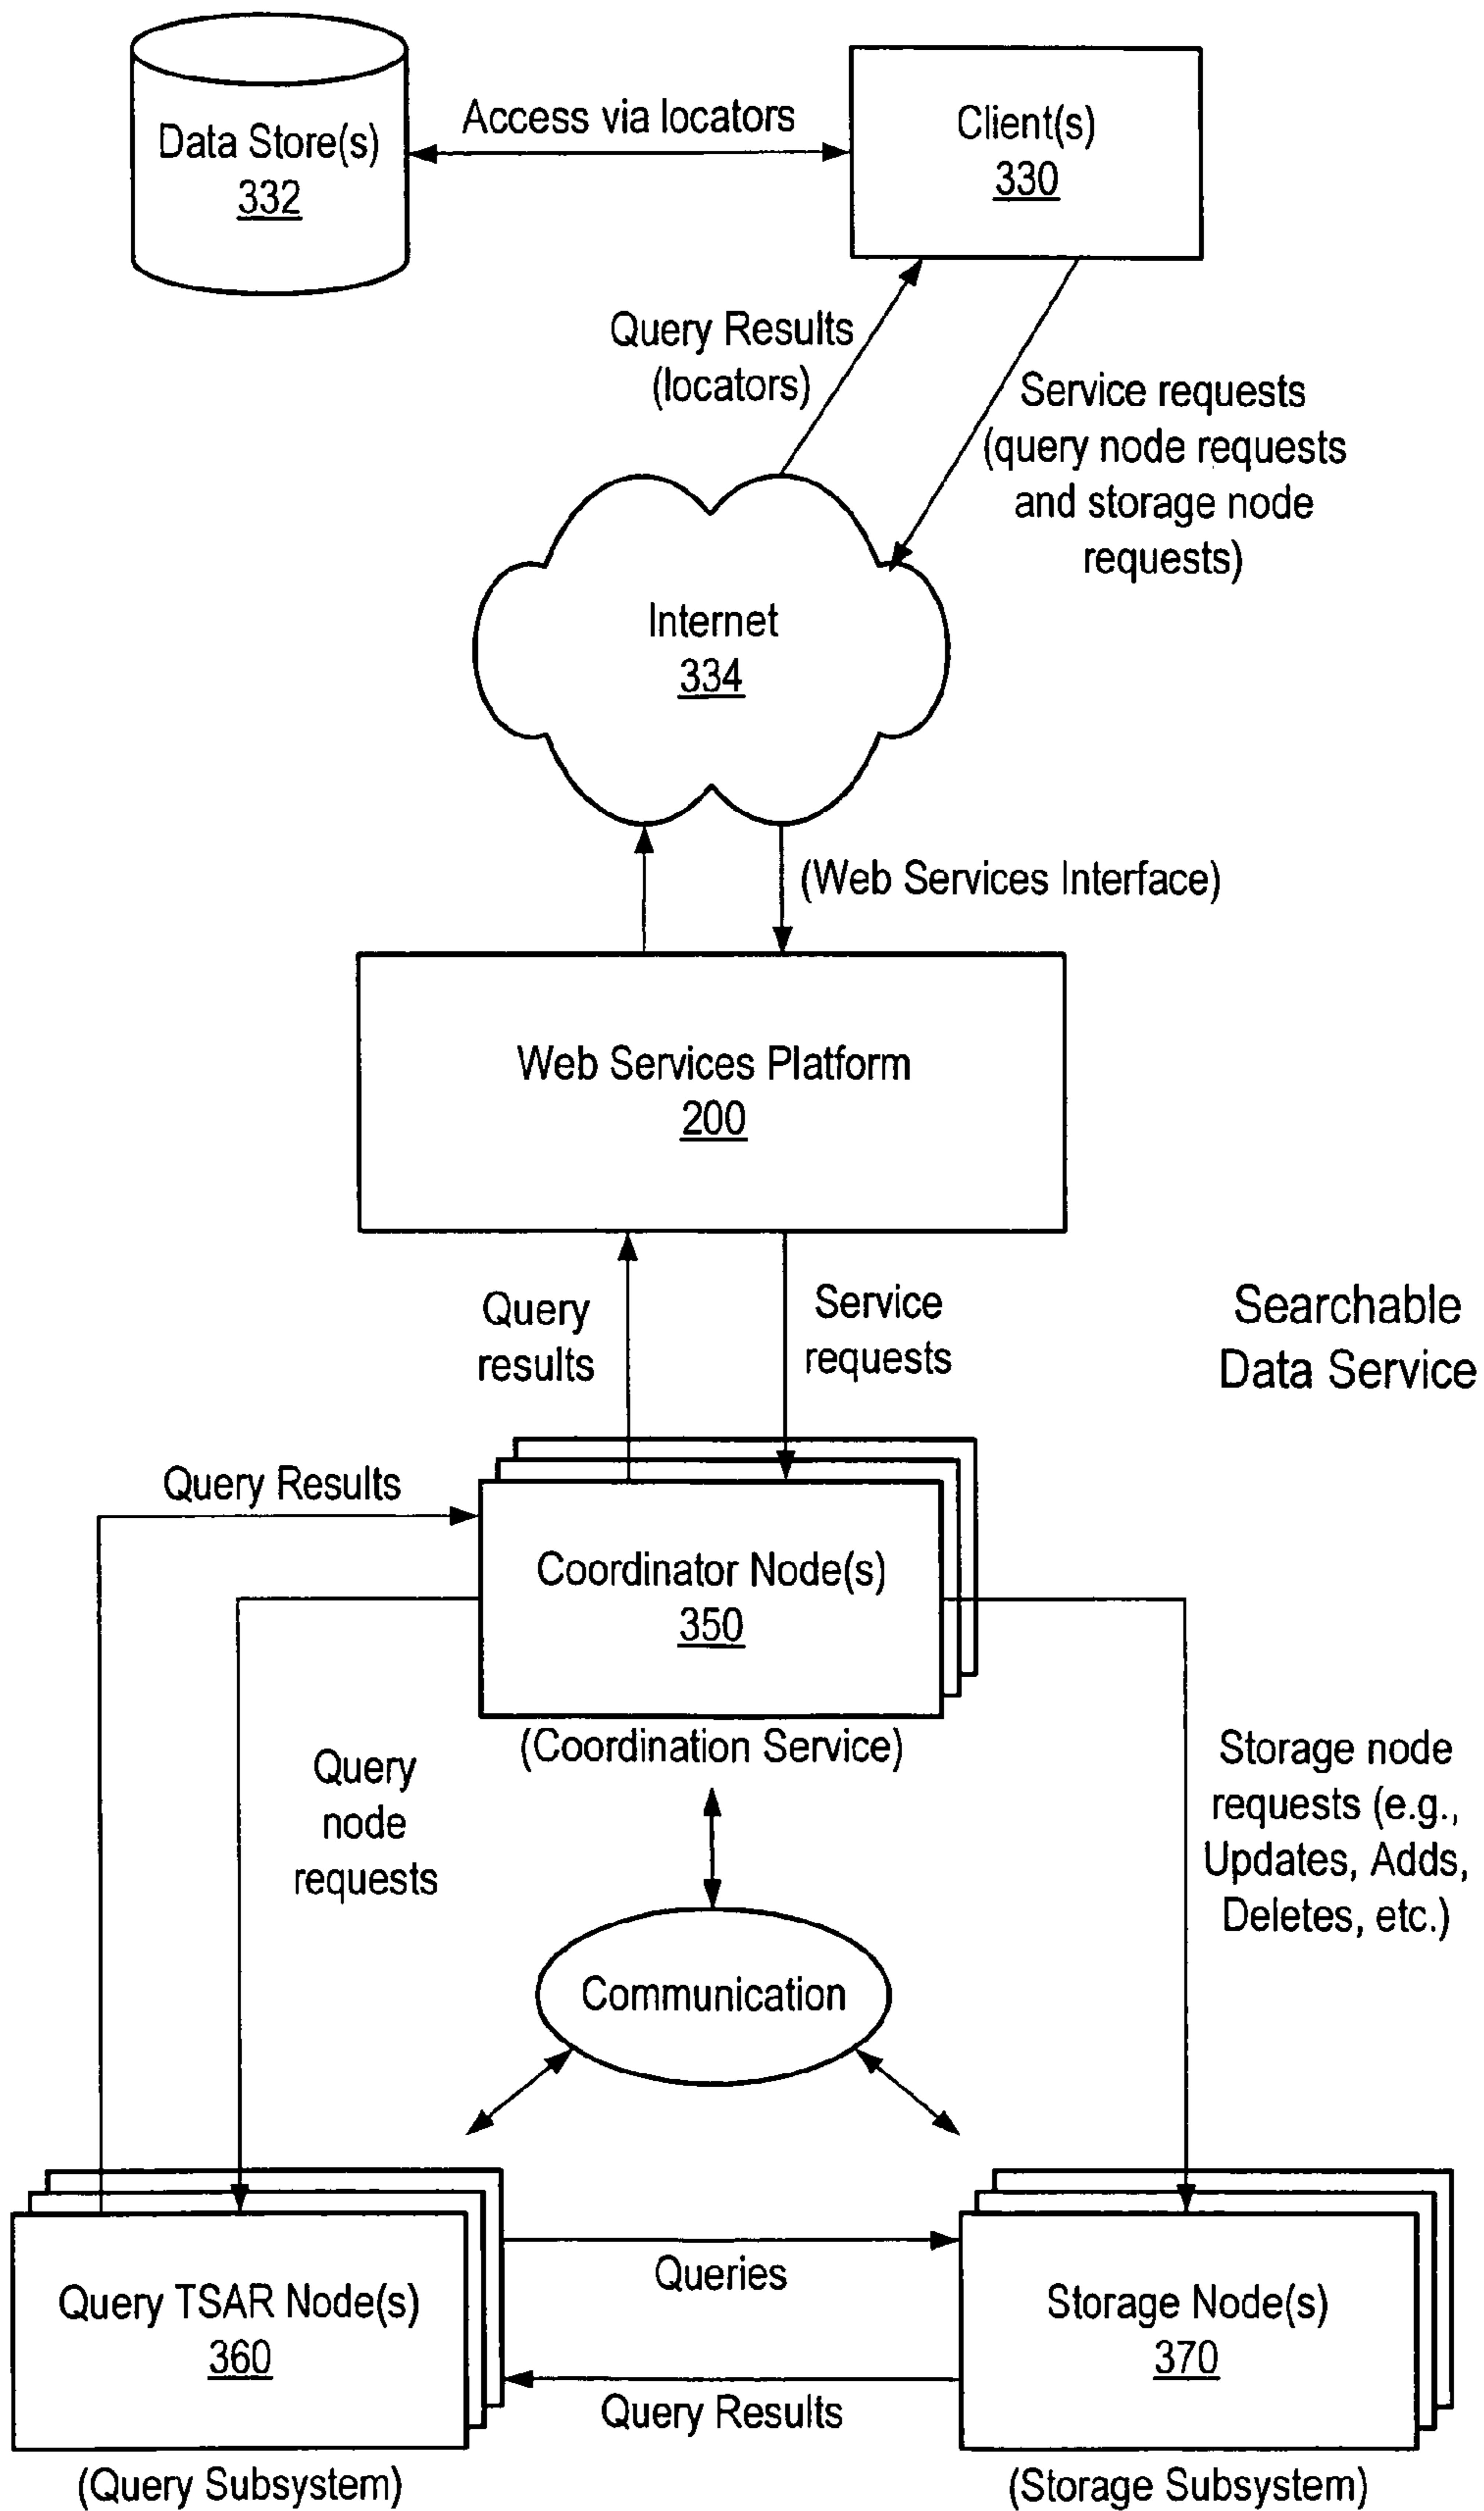 Data Store(s)
332
Access via locators
Client(s)
330
Query Results
(locators)
Service requests
(query node requests
and storage node
requests)
Internet
334
(Web Services Interface)
Web Services Platform
200
Query
results
Service
requests
Searchable
Data Service
Query Results
Coordinator Node(s)
350
(Coordination Service)
Query
node
requests
Storage node
requests (e.g.,
Updates, Adds,
Deletes, etc.)
Communication
Query TSAR Node(s)
360
Queries
Query Results
Storage Node(s)
370
(Query Subsystem)
(Storage Subsystem)